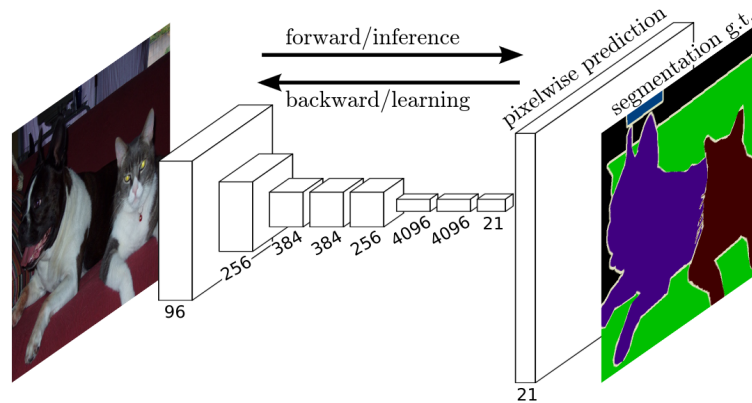 forward/inference
backward/learning
pixelwise prediction
segmentation g.t.
96
256
384
384
256
4096
4096
21
21